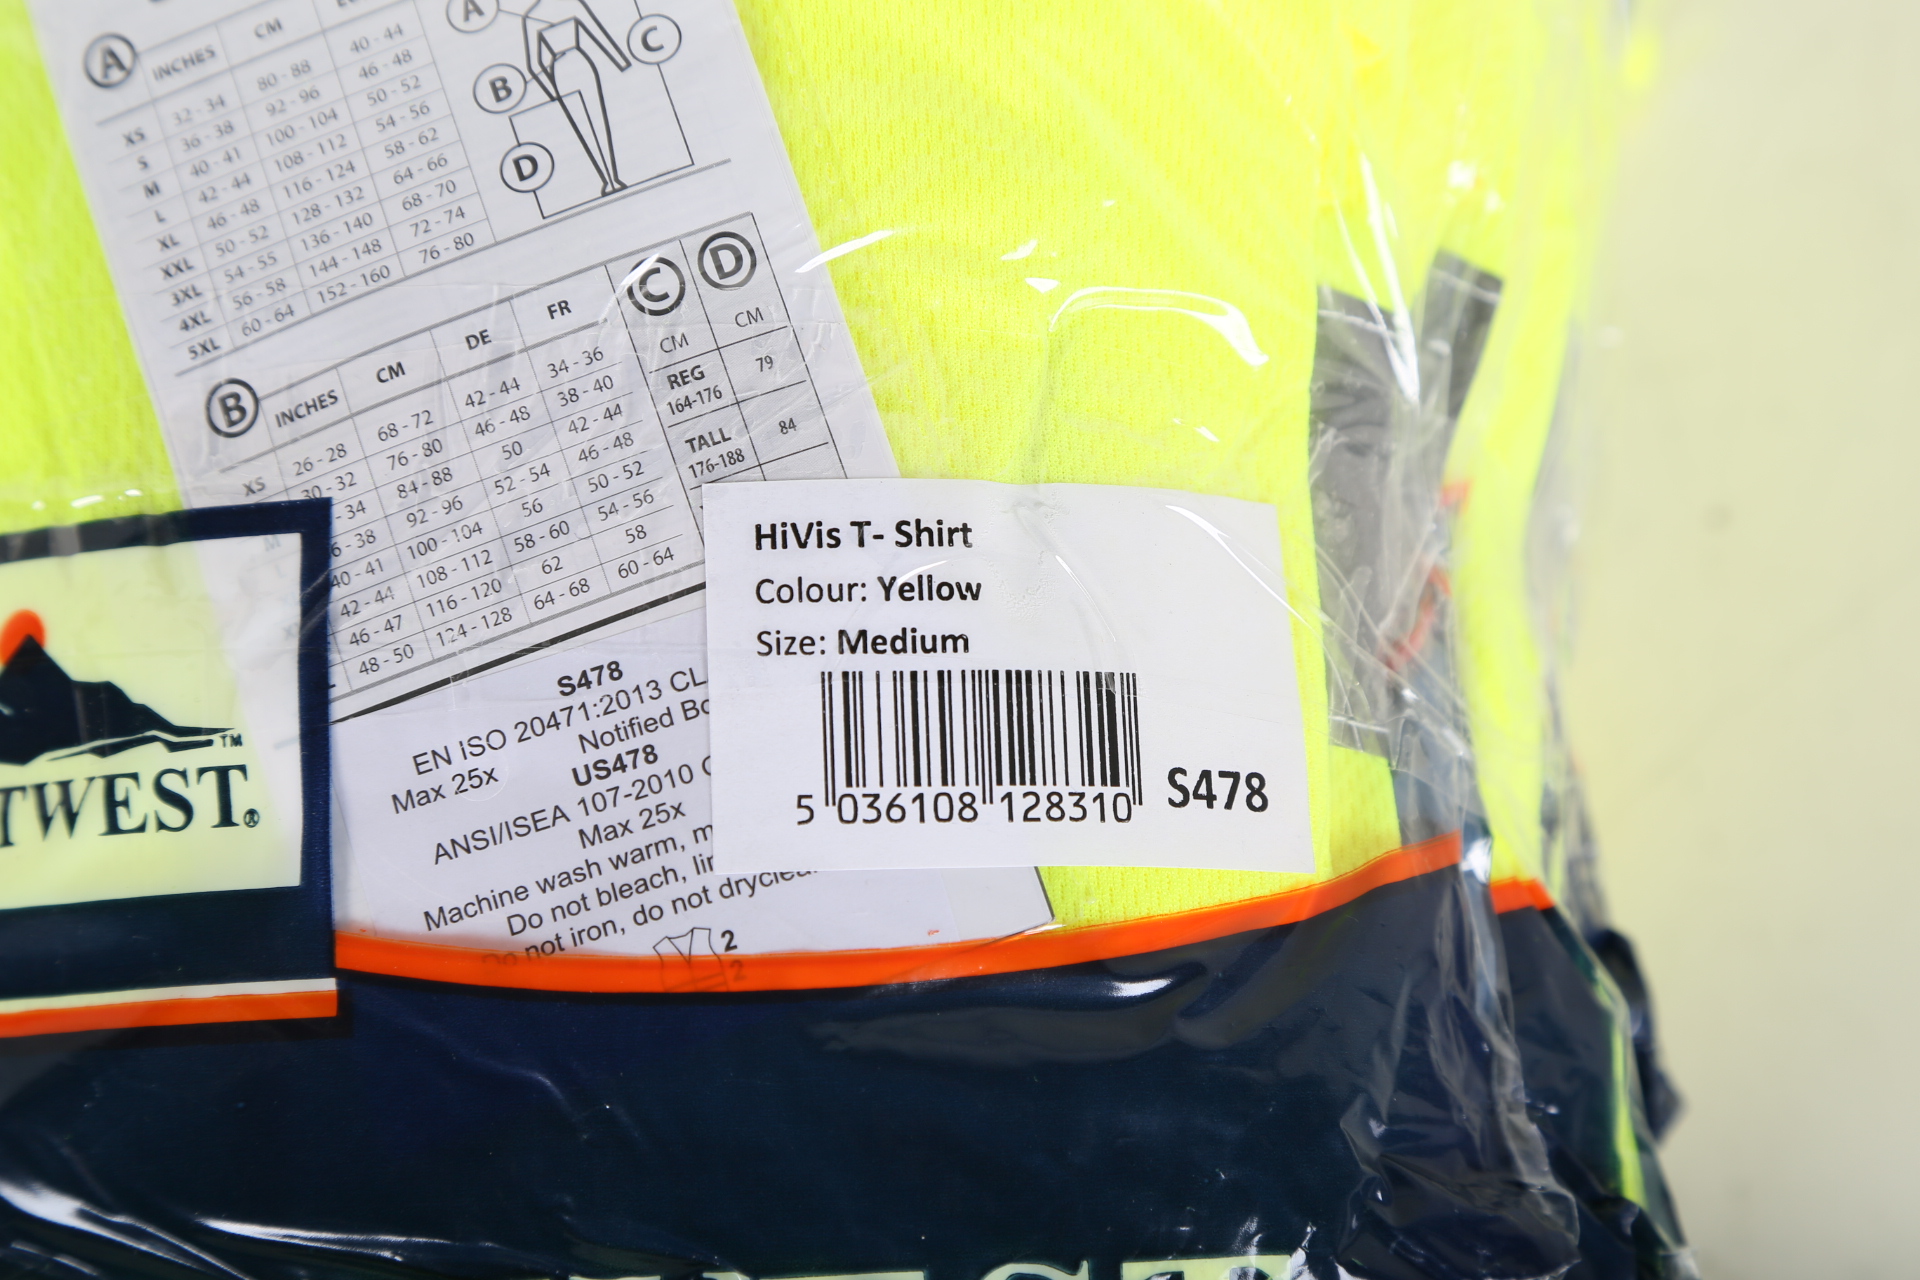 A
INCHES
CM
XS 32 - 34 80 - 88 40 - 44
S 36 - 38 92 - 96 46 - 48
M 40 - 41 100 - 104 50 - 52
L 42 - 44 108 - 112 54 - 56
XL 46 - 48 116 - 124 58 - 62
XXL 50 - 52 128 - 132 64 - 66
3XL 54 - 55 136 - 140 68 - 70
4XL 56 - 58 144 - 148 72 - 74
5XL 60 - 64 152 - 160 76 - 80
A
B
C
D
B
INCHES CM DE FR
XS 26 - 28 68 - 72 42 - 44 34 - 36
30 - 32 76 - 80 46 - 48 38 - 40
- 34 84 - 88 50 42 - 44
6 - 38 92 - 96 52 - 54 46 - 48
40 - 41 100 - 104 56 50 - 52
42 - 44 108 - 112 58 - 60 54 - 56
46 - 47 116 - 120 62 58
48 - 50 124 - 128 64 - 68 60 - 64
C D
CM CM
REG
164-176 79
TALL
176-188 84
S478
EN ISO 20471:2013 CL
Max 25x Notified Bo
US478
ANSI/ISEA 107-2010
Max 25x
Machine wash warm, m
Do not bleach, lin
Do not iron, do not dryclea
2
2
HiVis T- Shirt
Colour: Yellow
Size: Medium
5 036108 128310
S478
TWEST®
TM